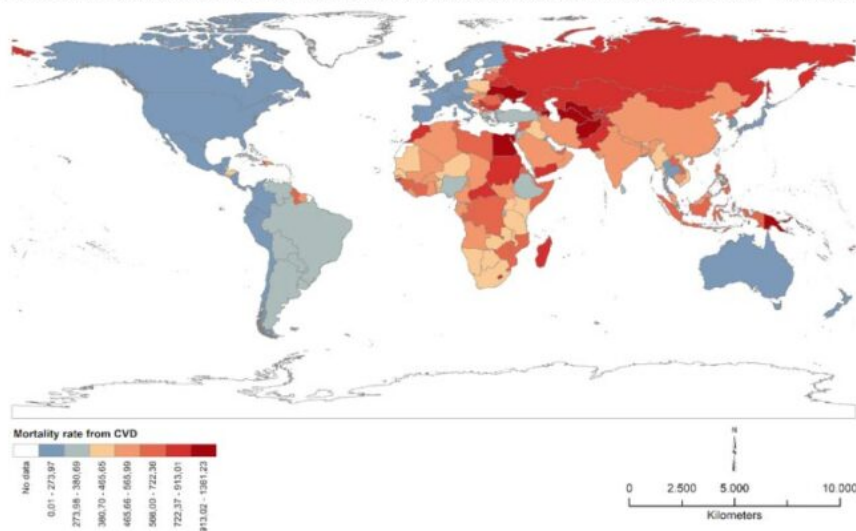 Mortality rate from CVD
No data
0,01 - 273,97
273,98 - 380,69
380,70 - 465,65
465,66 - 565,99
566,00 - 722,36
722,37 - 913,01
913,02 - 1361,23
N
0 2.500 5.000 10.000
Kilometers